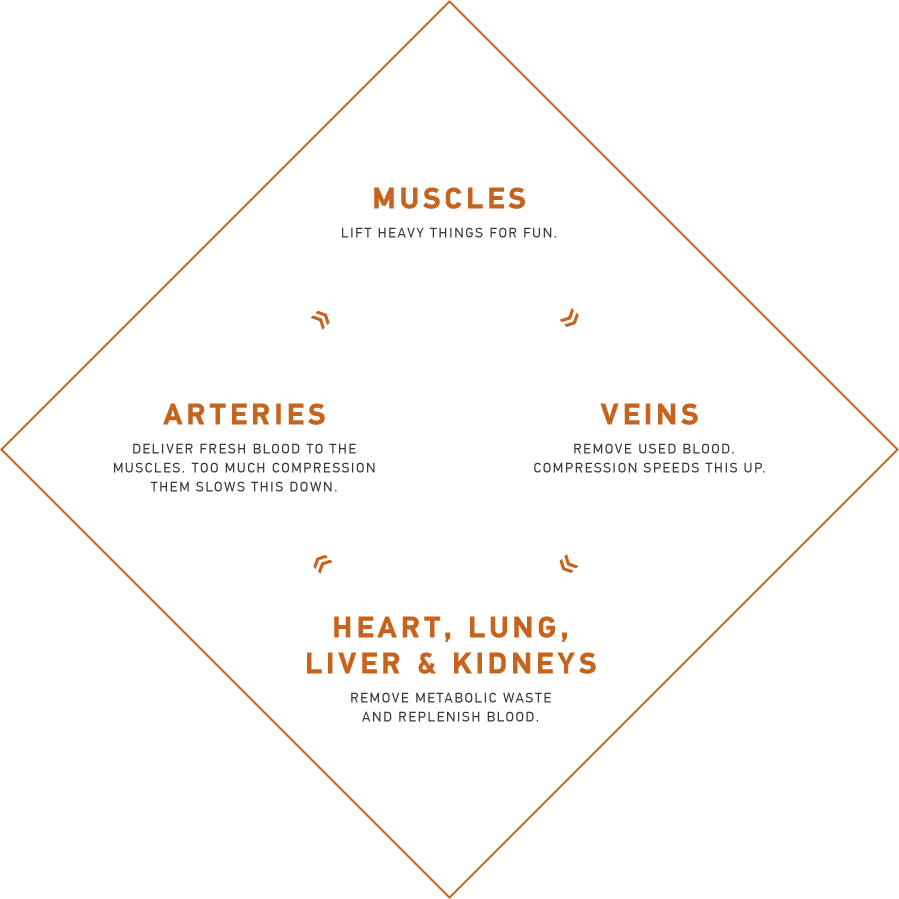 MUSCLES
LIFT HEAVY THINGS FOR FUN.
ARTERIES
DELIVER FRESH BLOOD TO THE
MUSCLES. TOO MUCH COMPRESSION
THEM SLOWS THIS DOWN.
VEINS
REMOVE USED BLOOD.
COMPRESSION SPEEDS THIS UP.
HEART, LUNG,
LIVER & KIDNEYS
REMOVE METABOLIC WASTE
AND REPLENISH BLOOD.